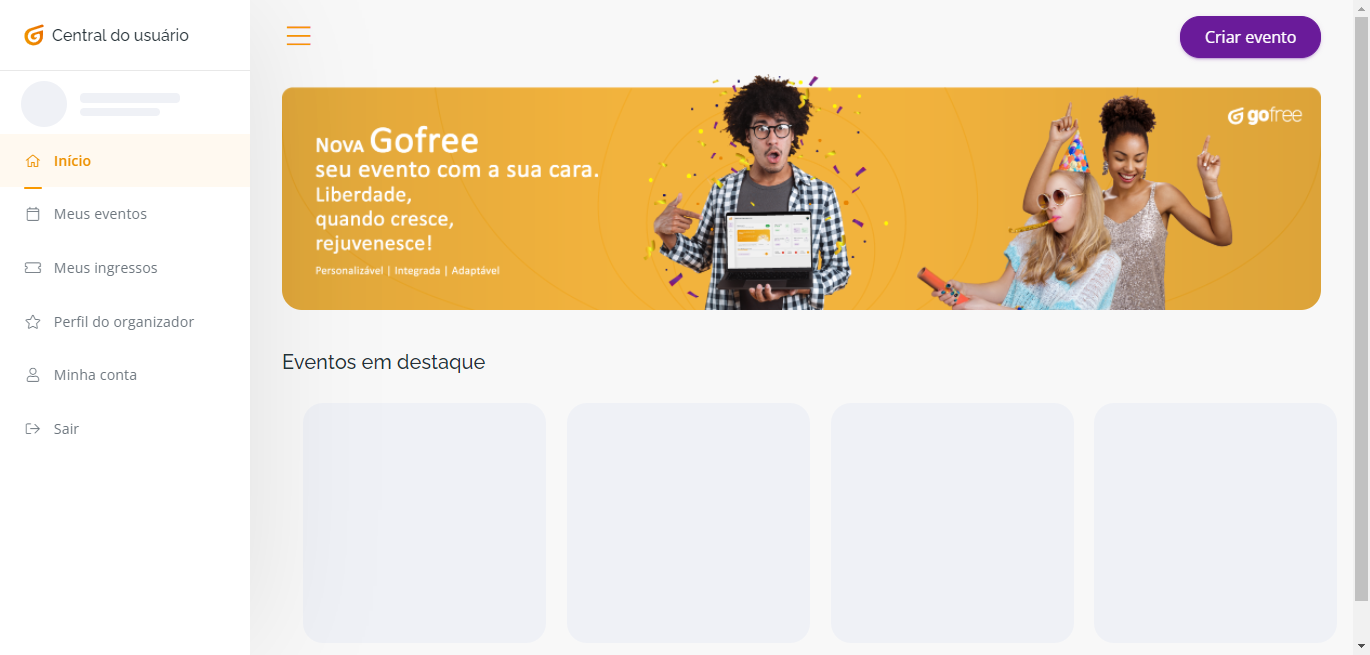 Central do usuário
Criar evento
Início
Meus eventos
Meus ingressos
Perfil do organizador
Minha conta
Sair
gofree
Nova Gofree
seu evento com a sua cara.
Liberdade,
quando cresce,
rejuvenesce!
Personalizável | Integrada | Adaptável
Eventos em destaque